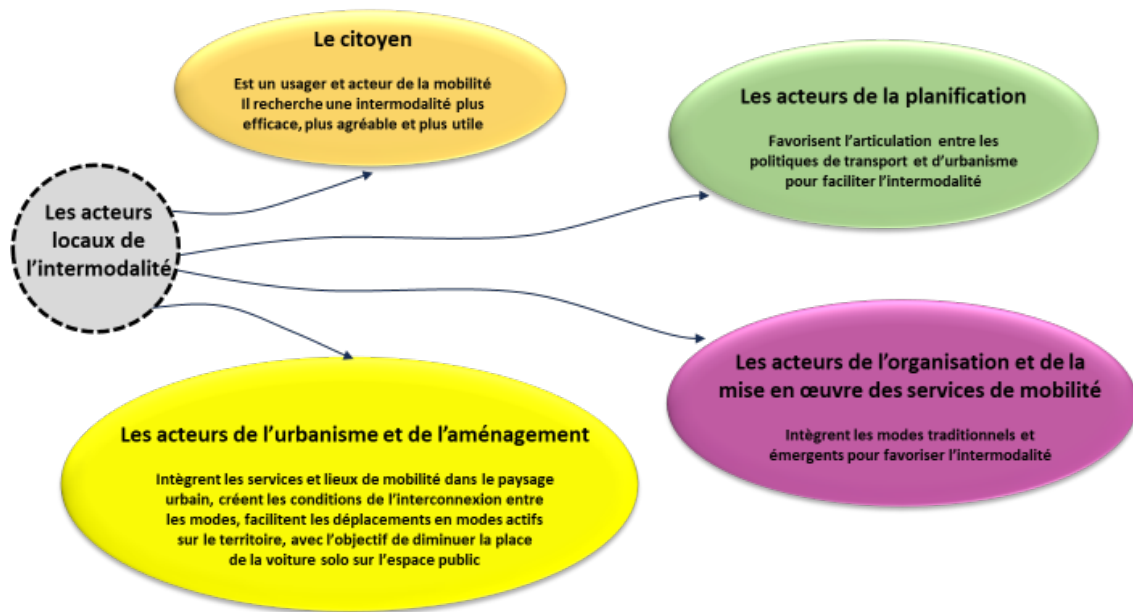 Le citoyen
Est un usager et acteur de la mobilité
Il recherche une intermodalité plus
efficace, plus agréable et plus utile
Les acteurs de la planification
Favorisent l'articulation entre les
politiques de transport et d'urbanisme
pour faciliter l'intermodalité
Les acteurs
locaux de
l'intermodalité
Les acteurs de l'organisation et de la
mise en œuvre des services de mobilité
Intègrent les modes traditionnels et
émergents pour favoriser l'intermodalité
Les acteurs de l'urbanisme et de l'aménagement
Intègrent les services et lieux de mobilité dans le paysage
urbain, créent les conditions de l'interconnexion entre
les modes, facilitent les déplacements en modes actifs
sur le territoire, avec l'objectif de diminuer la place
de la voiture solo sur l'espace public